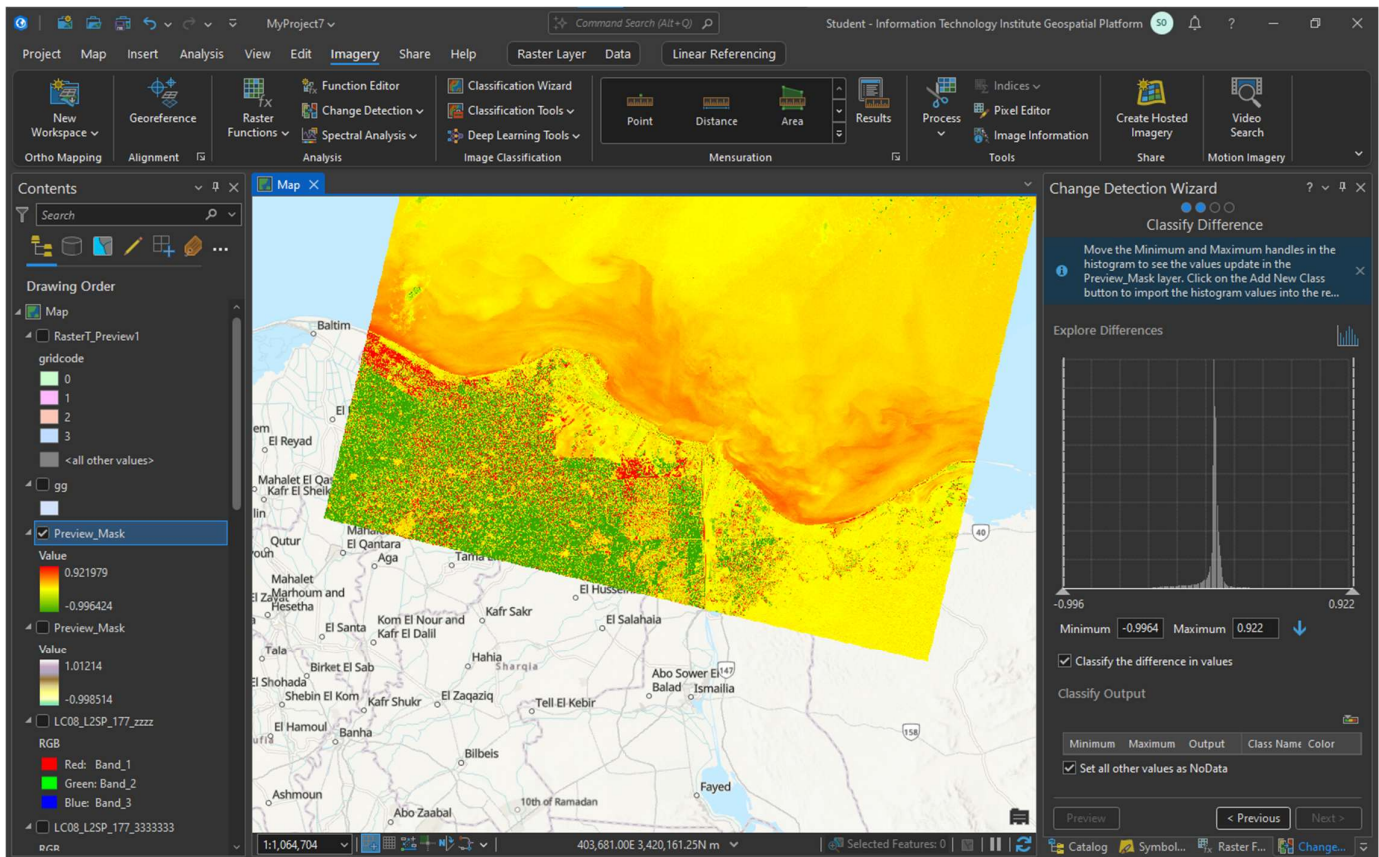 MyProject7
Command Search (Alt+Q)
Student - Information Technology Institute Geospatial Platform
SO
?
Project
Map
Insert
Analysis
View
Edit
Imagery
Share
Help
Raster Layer
Data
Linear Referencing
New Workspace
Georeference
Raster Functions
Function Editor
Change Detection
Spectral Analysis
Classification Wizard
Classification Tools
Deep Learning Tools
Point
Distance
Area
Results
Process
Indices
Pixel Editor
Image Information
Create Hosted Imagery
Video Search
Ortho Mapping
Alignment
Analysis
Image Classification
Mensuration
Tools
Share
Motion Imagery
Contents
Search
Drawing Order
Map
RasterT_Preview1
gridcode
0
1
2
3
<all other values>
gg
Preview_Mask
Value
0.921979
-0.996424
Preview_Mask
Value
1.01214
-0.998514
LC08_L2SP_177_zzzz
RGB
Red: Band_1
Green: Band_2
Blue: Band_3
LC08_L2SP_177_3333333
RGB
Map
Baltim
El Reyad
Mahalet El Qas
Kafr El Sheik
Qutur
El Qantara
Aga
Mahalet
Marhoum and
Hesetha
El Zayat
Tama
El Hussein
El Santa
Kom El Nour and
Kafr El Dalil
Kafr Sakr
El Salahaia
Tala
Birket El Sab
Hahia
Sharqia
El Shohada
Shebin El Kom
Kafr Shukr
El Zaqaziq
Tell El Kebir
Abo Sower El
Balad
147
Ismailia
El Hamoul
Banha
Bilbeis
158
40
Ashmoun
Abo Zaabal
10th of Ramadan
Fayed
1:1,064,704
403,681.00E 3,420,161.25N m
Selected Features: 0
Change Detection Wizard
?
Classify Difference
Move the Minimum and Maximum handles in the
histogram to see the values update in the
Preview_Mask layer. Click on the Add New Class
button to import the histogram values into the re...
Explore Differences
-0.996
0.922
Minimum -0.9964 Maximum 0.922
Classify the difference in values
Classify Output
Minimum Maximum Output Class Name Color
Set all other values as NoData
Preview
< Previous
Next >
Catalog
Symbol...
Raster F...
Change...